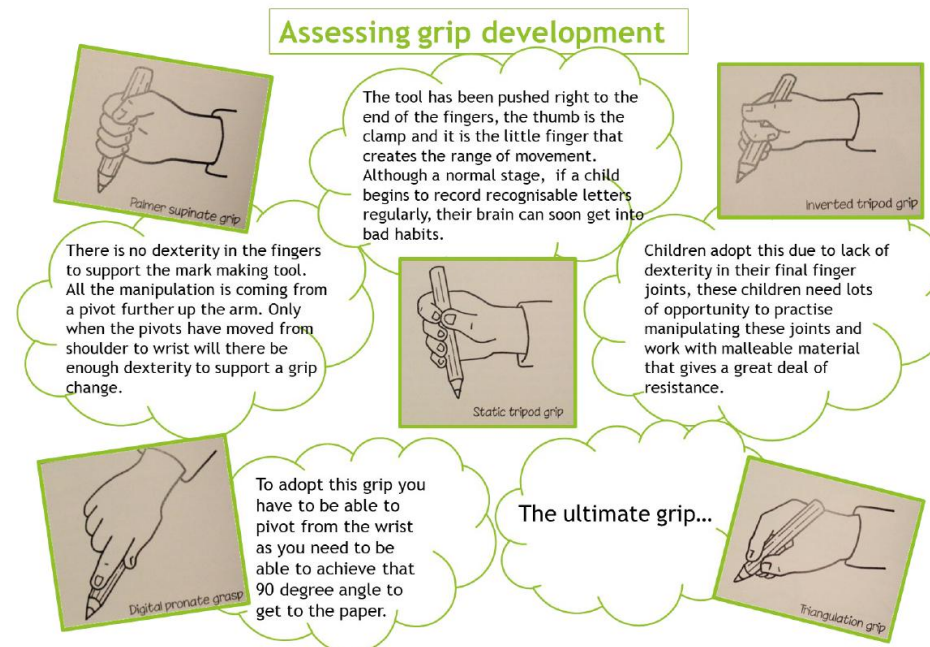 Assessing grip development
Palmer supinate grip
The tool has been pushed right to the
end of the fingers, the thumb is the
clamp and it is the little finger that
creates the range of movement.
Although a normal stage,  if a child
begins to record recognisable letters
regularly, their brain can soon get into
bad habits.
Inverted tripod grip
There is no dexterity in the fingers
to support the mark making tool.
All the manipulation is coming from
a pivot further up the arm. Only
when the pivots have moved from
shoulder to wrist will there be
enough dexterity to support a grip
change.
Static tripod grip
Children adopt this due to lack of
dexterity in their final finger
joints, these children need lots
of opportunity to practise
manipulating these joints and
work with malleable material
that gives a great deal of
resistance.
Digital pronate grasp
To adopt this grip you
have to be able to
pivot from the wrist
as you need to be
able to achieve that
90 degree angle to
get to the paper.
The ultimate grip…
Triangulation grip